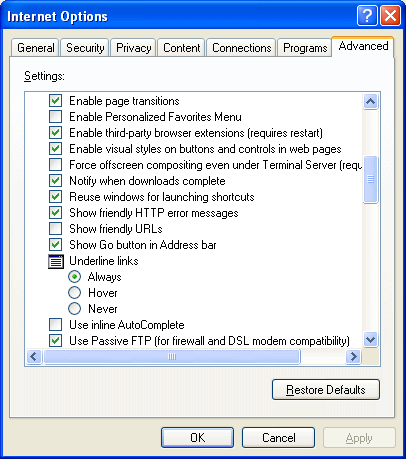 Internet Options
General Security Privacy Content Connections Programs Advanced
Settings:
Enable page transitions
Enable Personalized Favorites Menu
Enable third-party browser extensions (requires restart)
Enable visual styles on buttons and controls in web pages
Force offscreen compositing even under Terminal Server (requ
Notify when downloads complete
Reuse windows for launching shortcuts
Show friendly HTTP error messages
Show friendly URLs
Show Go button in Address bar
Underline links
Always
Hover
Never
Use inline AutoComplete
Use Passive FTP (for firewall and DSL modem compatibility)
Restore Defaults
OK Cancel Apply